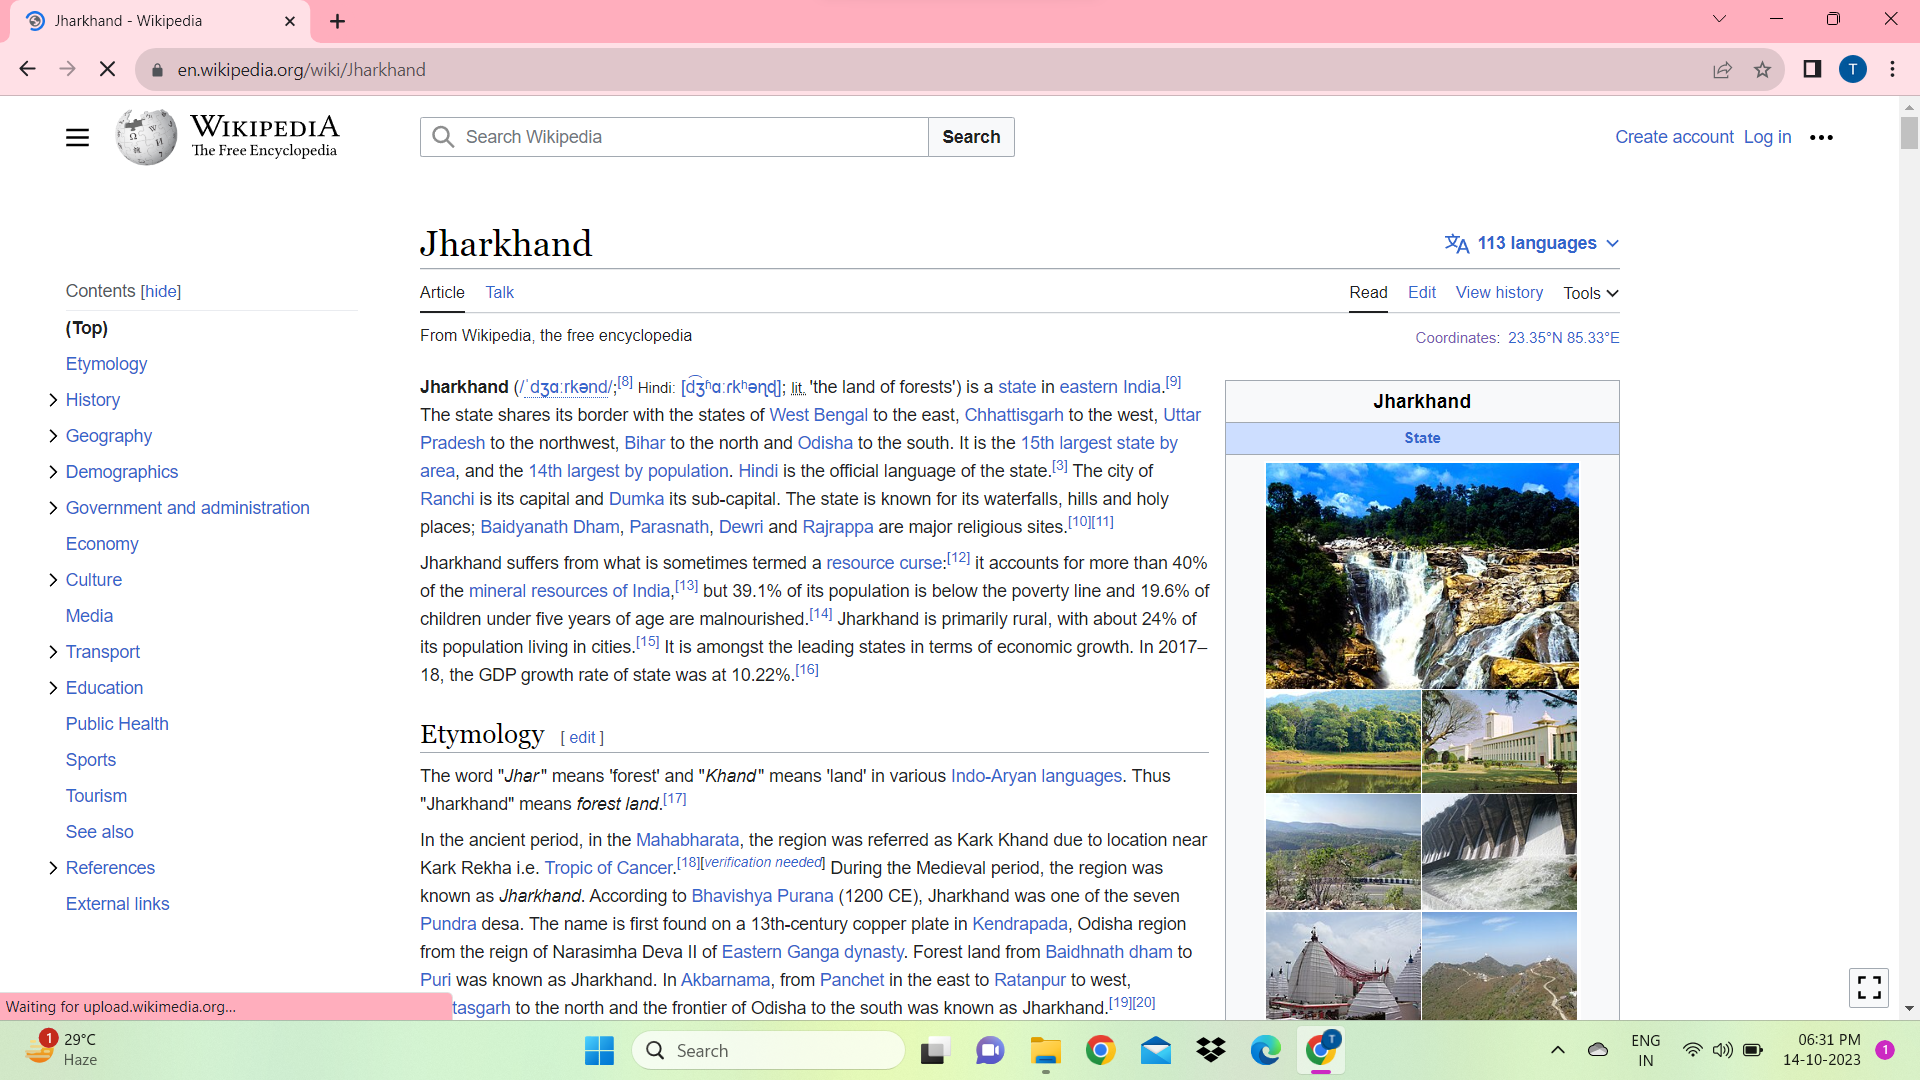 Jharkhand - Wikipedia
en.wikipedia.org/wiki/Jharkhand
T
WIKIPEDIA
The Free Encyclopedia
Search Wikipedia
Search
Create account Log in
Jharkhand
113 languages
Contents [hide]
(Top)
Etymology
History
Geography
Demographics
Government and administration
Economy
Culture
Media
Transport
Education
Public Health
Sports
Tourism
See also
References
External links
Article Talk
Read Edit View history Tools
From Wikipedia, the free encyclopedia
Coordinates: 23.35°N 85.33°E
Jharkhand (/ˈdʒɑːrkənd/;[8] Hindi: [d͡ʒʱɑːɾkʰəɳɖ]; lit. 'the land of forests') is a state in eastern India.[9]
The state shares its border with the states of West Bengal to the east, Chhattisgarh to the west, Uttar
Pradesh to the northwest, Bihar to the north and Odisha to the south. It is the 15th largest state by
area, and the 14th largest by population. Hindi is the official language of the state.[3] The city of
Ranchi is its capital and Dumka its sub-capital. The state is known for its waterfalls, hills and holy
places; Baidyanath Dham, Parasnath, Dewri and Rajrappa are major religious sites.[10][11]
Jharkhand suffers from what is sometimes termed a resource curse:[12] it accounts for more than 40%
of the mineral resources of India,[13] but 39.1% of its population is below the poverty line and 19.6% of
children under five years of age are malnourished.[14] Jharkhand is primarily rural, with about 24% of
its population living in cities.[15] It is amongst the leading states in terms of economic growth. In 2017–
18, the GDP growth rate of state was at 10.22%.[16]
Etymology [ edit ]
The word "Jhar" means 'forest' and "Khand" means 'land' in various Indo-Aryan languages. Thus
"Jharkhand" means forest land.[17]
In the ancient period, in the Mahabharata, the region was referred as Kark Khand due to location near
Kark Rekha i.e. Tropic of Cancer.[18][verification needed] During the Medieval period, the region was
known as Jharkhand. According to Bhavishya Purana (1200 CE), Jharkhand was one of the seven
Pundra desa. The name is first found on a 13th-century copper plate in Kendrapada, Odisha region
from the reign of Narasimha Deva II of Eastern Ganga dynasty. Forest land from Baidhnath dham to
Puri was known as Jharkhand. In Akbarnama, from Panchet in the east to Ratanpur to west,
tasgarh to the north and the frontier of Odisha to the south was known as Jharkhand.[19][20]
Jharkhand
State
Waiting for upload.wikimedia.org...
1
29°C
Haze
Search
T
ENG
IN
06:31 PM
14-10-2023
1